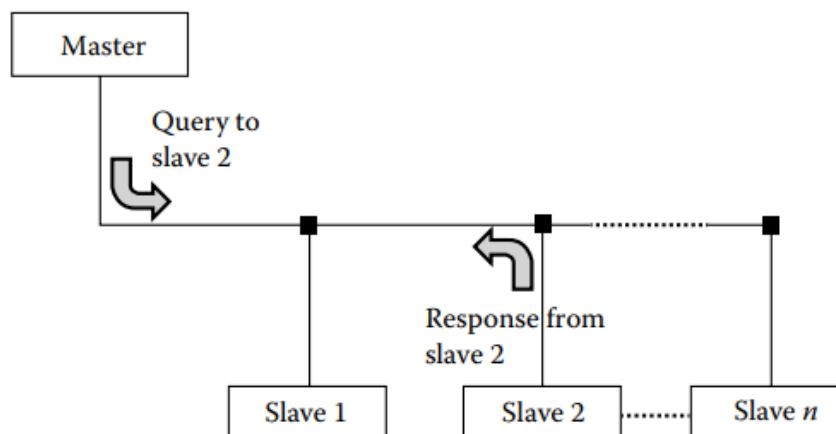 Master
Query to
slave 2
Response from
slave 2
Slave 1
Slave 2
Slave n